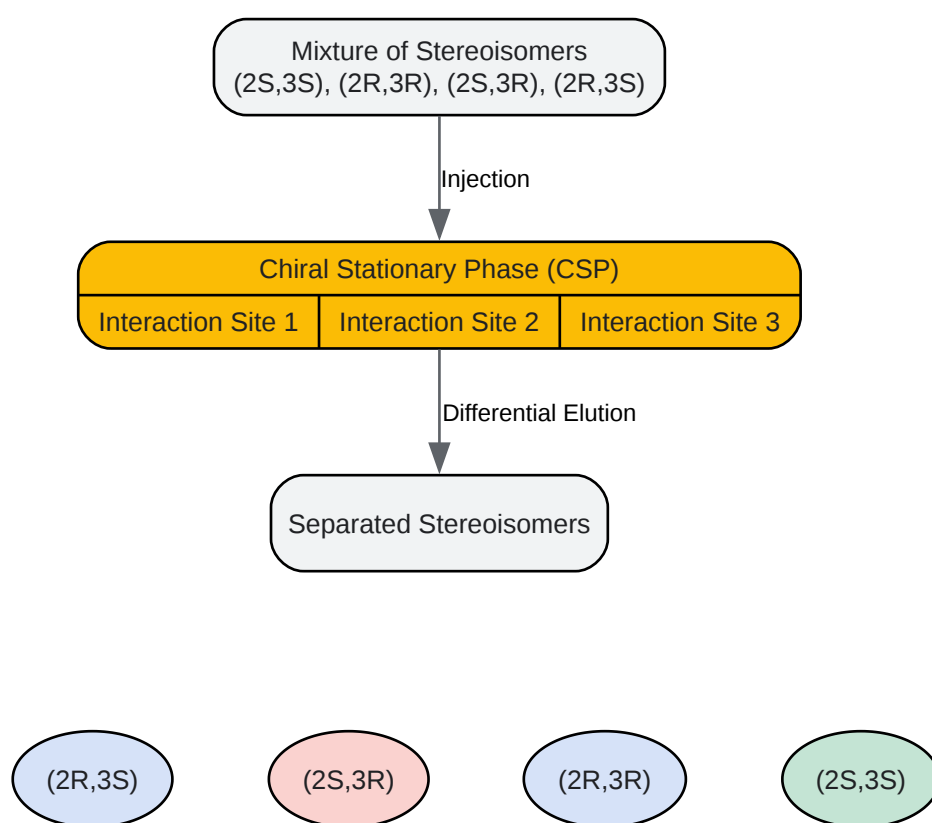 Mixture of Stereoisomers
(2S,3S), (2R,3R), (2S,3R), (2R,3S)
Injection
Chiral Stationary Phase (CSP)
Interaction Site 1
Interaction Site 2
Interaction Site 3
Differential Elution
Separated Stereoisomers
(2R,3S)
(2S,3R)
(2R,3R)
(2S,3S)